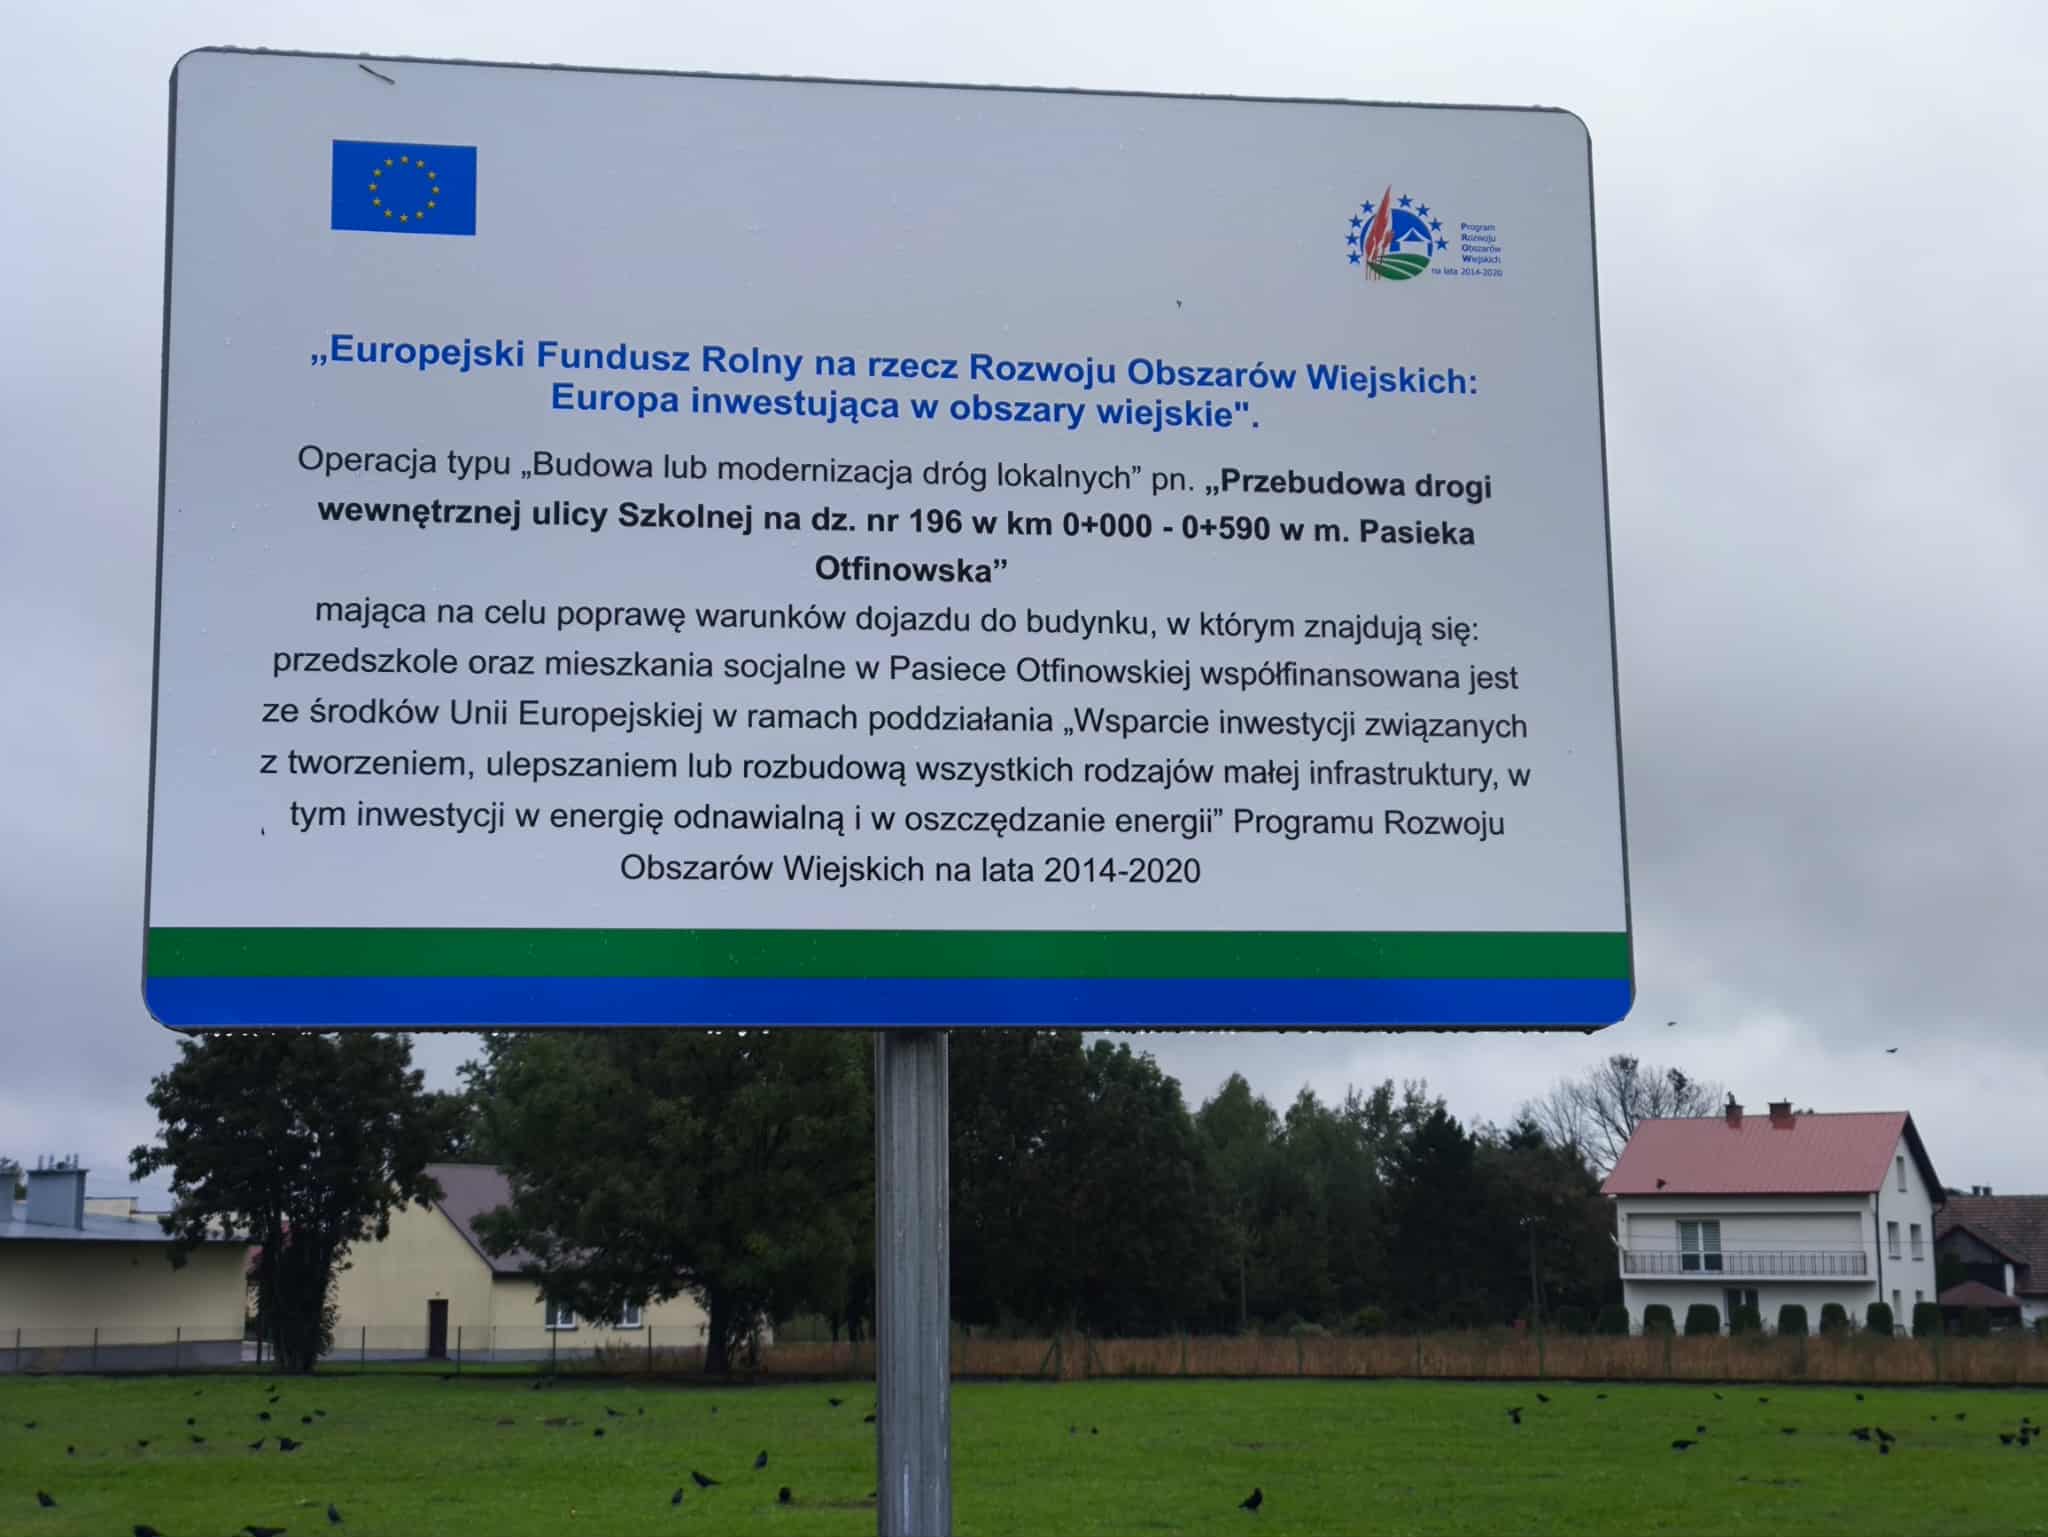 Program
Rozwoju
Obszarów
Wiejskich
na lata 2014-2020
„Europejski Fundusz Rolny na rzecz Rozwoju Obszarów Wiejskich:
Europa inwestująca w obszary wiejskie".
Operacja typu „Budowa lub modernizacja dróg lokalnych” pn. „Przebudowa drogi
wewnętrznej ulicy Szkolnej na dz. nr 196 w km 0+000 - 0+590 w m. Pasieka
Otfinowska”
mająca na celu poprawę warunków dojazdu do budynku, w którym znajdują się:
przedszkole oraz mieszkania socjalne w Pasiece Otfinowskiej współfinansowana jest
ze środków Unii Europejskiej w ramach poddziałania „Wsparcie inwestycji związanych
z tworzeniem, ulepszaniem lub rozbudową wszystkich rodzajów małej infrastruktury, w
tym inwestycji w energię odnawialną i w oszczędzanie energii” Programu Rozwoju
Obszarów Wiejskich na lata 2014-2020